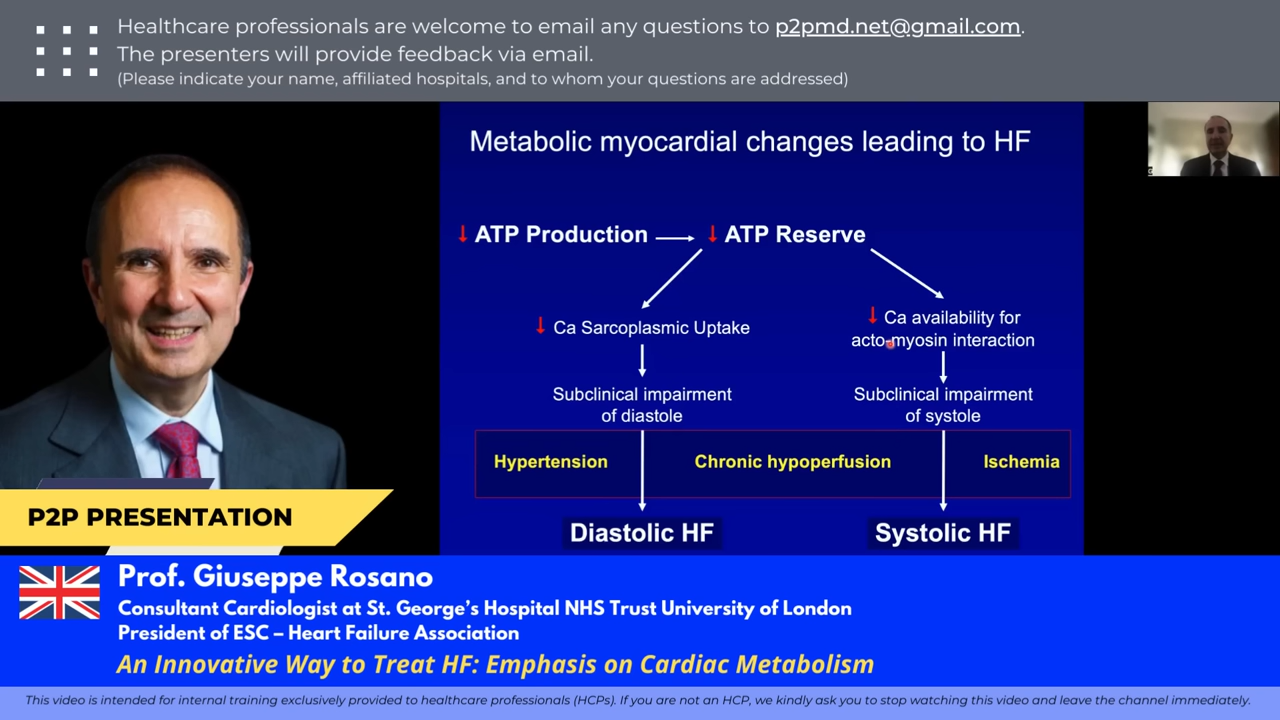 Healthcare professionals are welcome to email any questions to p2pmd.net@gmail.com.
The presenters will provide feedback via email.
(Please indicate your name, affiliated hospitals, and to whom your questions are addressed)
Metabolic myocardial changes leading to HF
↓ ATP Production → ↓ ATP Reserve
↓ Ca Sarcoplasmic Uptake
↓ Ca availability for
acto-myosin interaction
Subclinical impairment
of diastole
Subclinical impairment
of systole
Hypertension Chronic hypoperfusion Ischemia
Diastolic HF Systolic HF
P2P PRESENTATION
Prof. Giuseppe Rosano
Consultant Cardiologist at St. George's Hospital NHS Trust University of London
President of ESC – Heart Failure Association
An Innovative Way to Treat HF: Emphasis on Cardiac Metabolism
This video is intended for internal training exclusively provided to healthcare professionals (HCPs). If you are not an HCP, we kindly ask you to stop watching this video and leave the channel immediately.